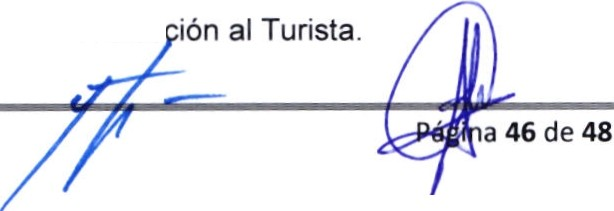 ción al Turista.
Página 46 de 48